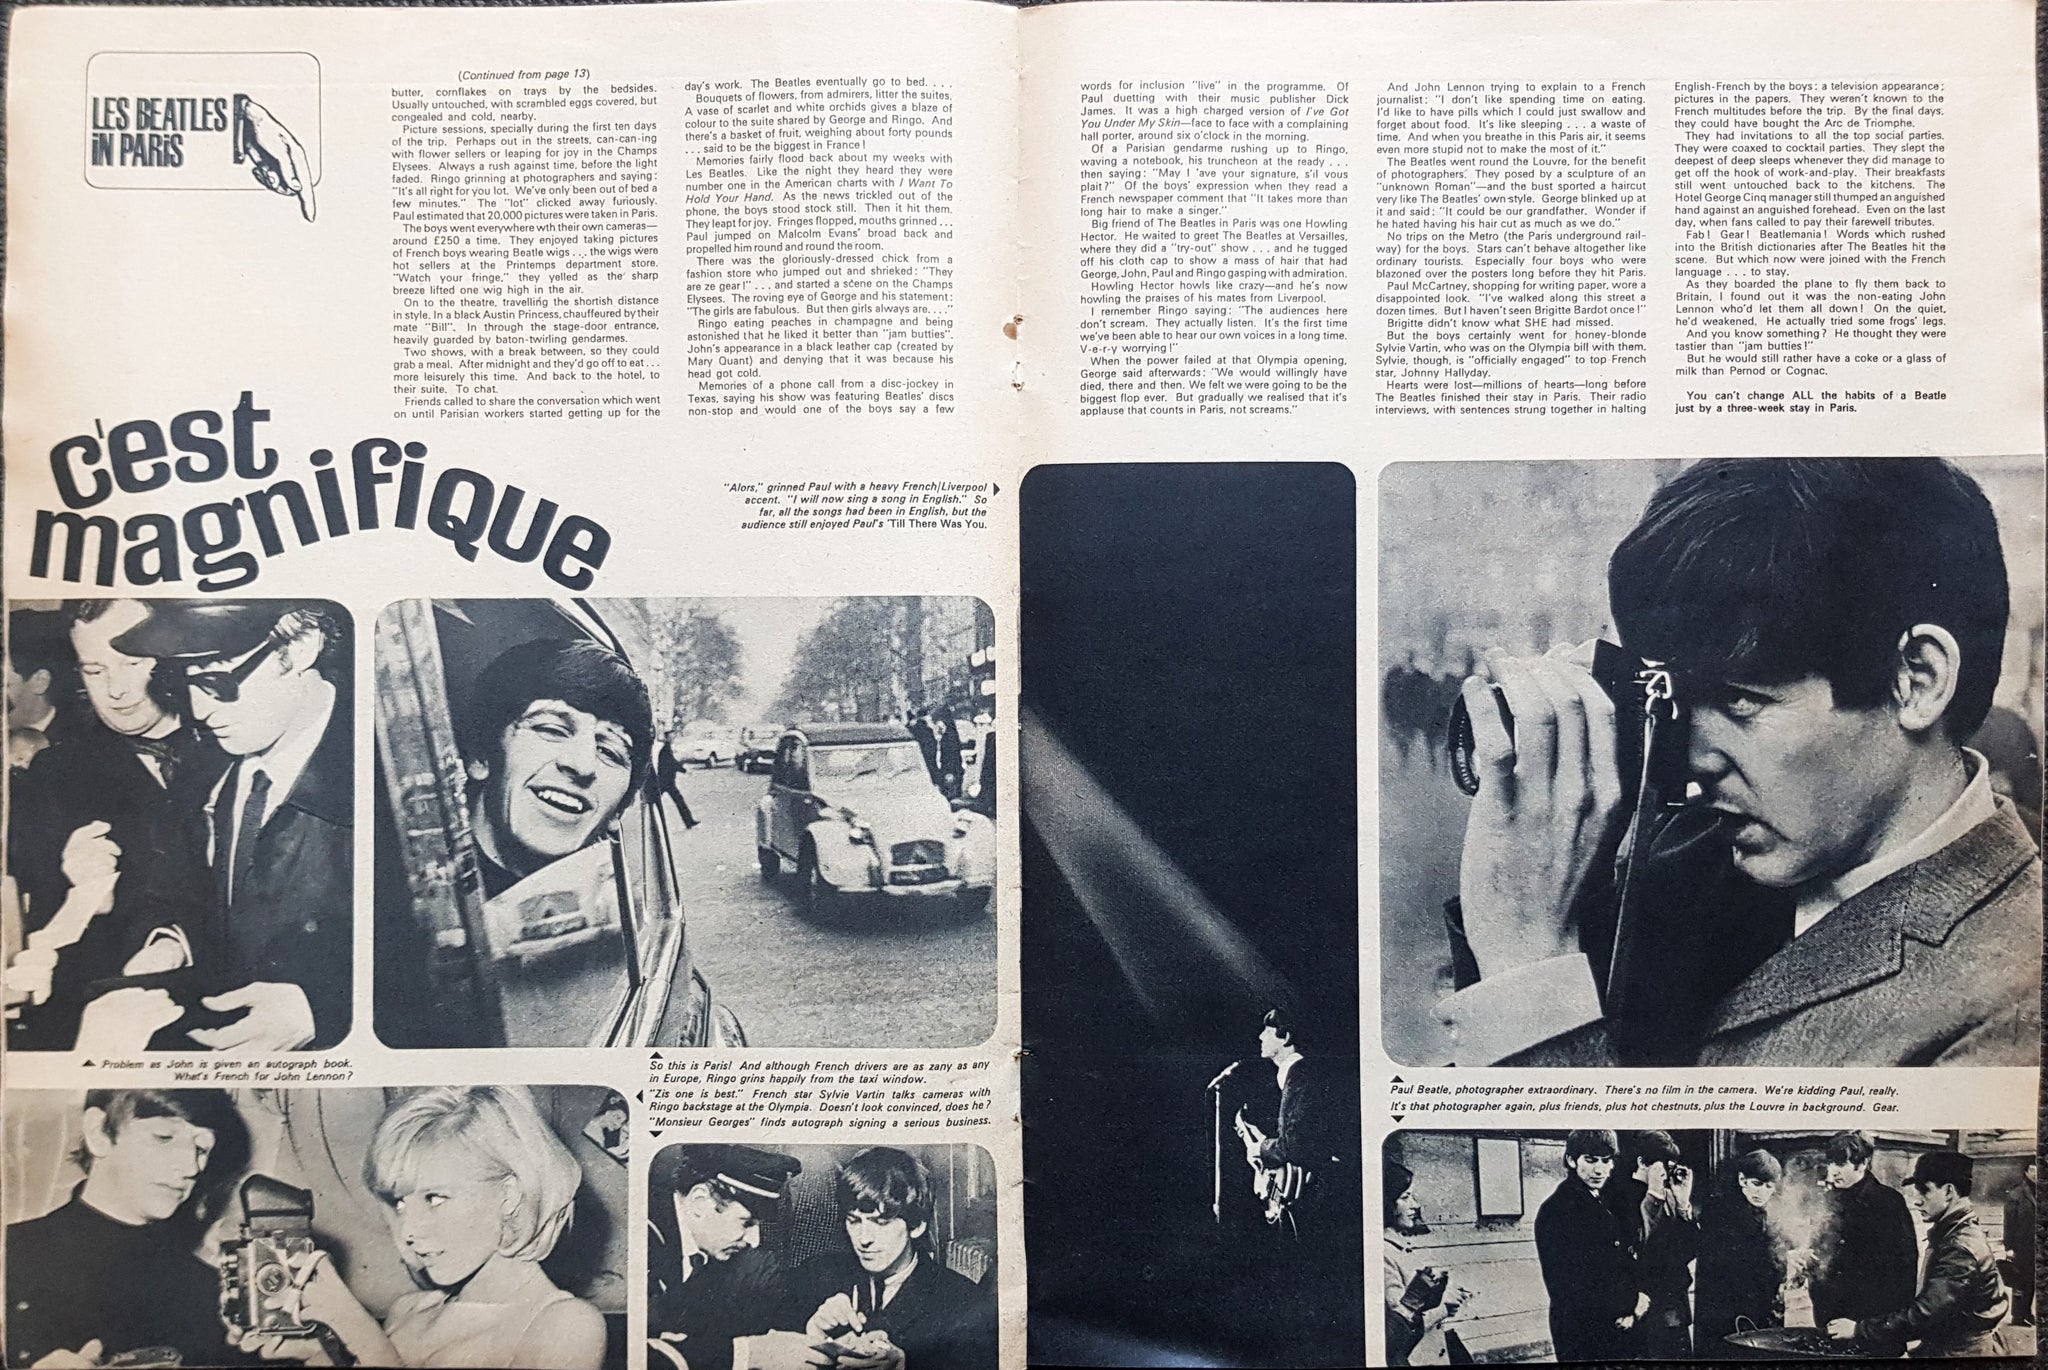 LES BEATLES
iN PARiS
(Continued from page 13)
butter, cornflakes on trays by the bedsides.
Usually untouched, with scrambled eggs covered, but
congealed and cold, nearby.
Picture sessions, specially during the first ten days
of the trip. Perhaps out in the streets, can-can-ing
with flower sellers or leaping for joy in the Champs
Elysees. Always a rush against time, before the light
faded. Ringo grinning at photographers and saying:
"It's all right for you lot. We've only been out of bed a
few minutes." The "lot" clicked away furiously.
Paul estimated that 20,000 pictures were taken in Paris.
The boys went everywhere wth their own cameras—
around £250 a time. They enjoyed taking pictures
of French boys wearing Beatle wigs . . . the wigs were
hot sellers at the Printemps department store.
"Watch your fringe," they yelled as the sharp
breeze lifted one wig high in the air.
On to the theatre, travelling the shortish distance
in style. In a black Austin Princess, chauffeured by their
mate "Bill". In through the stage-door entrance,
heavily guarded by baton-twirling gendarmes.
Two shows, with a break between, so they could
grab a meal. After midnight and they'd go off to eat . . .
more leisurely this time. And back to the hotel, to
their suite. To chat.
Friends called to share the conversation which went
on until Parisian workers started getting up for the
day's work. The Beatles eventually go to bed. . . .
Bouquets of flowers, from admirers, litter the suites.
A vase of scarlet and white orchids gives a blaze of
colour to the suite shared by George and Ringo. And
there's a basket of fruit, weighing about forty pounds
. . . said to be the biggest in France!
Memories fairly flood back about my weeks with
Les Beatles. Like the night they heard they were
number one in the American charts with I Want To
Hold Your Hand. As the news trickled out of the
phone, the boys stood stock still. Then it hit them.
They leapt for joy. Fringes flopped, mouths grinned . . .
Paul jumped on Malcolm Evans' broad back and
propelled him round and round the room.
There was the gloriously-dressed chick from a
fashion store who jumped out and shrieked: "They
are ze gear!" . . . and started a scene on the Champs
Elysees. The roving eye of George and his statement:
"The girls are fabulous. But then girls always are. . . ."
Ringo eating peaches in champagne and being
astonished that he liked it better than "jam butties".
John's appearance in a black leather cap (created by
Mary Quant) and denying that it was because his
head got cold.
Memories of a phone call from a disc-jockey in
Texas, saying his show was featuring Beatles' discs
non-stop and would one of the boys say a few
words for inclusion "live" in the programme. Of
Paul duetting with their music publisher Dick
James. It was a high charged version of I've Got
You Under My Skin—face to face with a complaining
hall porter, around six o'clock in the morning.
Of a Parisian gendarme rushing up to Ringo,
waving a notebook, his truncheon at the ready . . .
then saying: "May I 'ave your signature, s'il vous
plait?" Of the boys' expression when they read a
French newspaper comment that "It takes more than
long hair to make a singer."
Big friend of The Beatles in Paris was one Howling
Hector. He waited to greet The Beatles at Versailles,
where they did a "try-out" show . . . and he tugged
off his cloth cap to show a mass of hair that had
George, John, Paul and Ringo gasping with admiration.
Howling Hector howls like crazy—and he's now
howling the praises of his mates from Liverpool.
I remember Ringo saying: "The audiences here
don't scream. They actually listen. It's the first time
we've been able to hear our own voices in a long time.
V-e-r-y worrying!"
When the power failed at that Olympia opening,
George said afterwards: "We would willingly have
died, there and then. We felt we were going to be the
biggest flop ever. But gradually we realised that it's
applause that counts in Paris, not screams."
And John Lennon trying to explain to a French
journalist: "I don't like spending time on eating.
I'd like to have pills which I could just swallow and
forget about food. It's like sleeping . . . a waste of
time. And when you breathe in this Paris air, it seems
even more stupid not to make the most of it."
The Beatles went round the Louvre, for the benefit
of photographers. They posed by a sculpture of an
"unknown Roman"—and the bust sported a haircut
very like The Beatles' own style. George blinked up at
it and said: "It could be our grandfather. Wonder if
he hated having his hair cut as much as we do."
No trips on the Metro (the Paris underground rail-
way) for the boys. Stars can't behave altogether like
ordinary tourists. Especially four boys who were
blazoned over the posters long before they hit Paris.
Paul McCartney, shopping for writing paper, wore a
disappointed look. "I've walked along this street a
dozen times. But I haven't seen Brigitte Bardot once!"
Brigitte didn't know what SHE had missed.
But the boys certainly went for honey-blonde
Sylvie Vartin, who was on the Olympia bill with them.
Sylvie, though, is "officially engaged" to top French
star, Johnny Hallyday.
Hearts were lost—millions of hearts—long before
The Beatles finished their stay in Paris. Their radio
interviews, with sentences strung together in halting
English-French by the boys: a television appearance;
pictures in the papers. They weren't known to the
French multitudes before the trip. By the final days,
they could have bought the Arc de Triomphe.
They had invitations to all the top social parties.
They were coaxed to cocktail parties. They slept the
deepest of deep sleeps whenever they did manage to
get off the hook of work-and-play. Their breakfasts
still went untouched back to the kitchens. The
Hotel George Cinq manager still thumped an anguished
hand against an anguished forehead. Even on the last
day, when fans called to pay their farewell tributes.
Fab! Gear! Beatlemania! Words which rushed
into the British dictionaries after The Beatles hit the
scene. But which now were joined with the French
language . . . to stay.
As they boarded the plane to fly them back to
Britain, I found out it was the non-eating John
Lennon who'd let them all down! On the quiet,
he'd weakened. He actually tried some frogs' legs.
And you know something? He thought they were
tastier than "jam butties!"
But he would still rather have a coke or a glass of
milk than Pernod or Cognac.
You can't change ALL the habits of a Beatle
just by a three-week stay in Paris.
c'est
magnifique
"Alors," grinned Paul with a heavy French/Liverpool
accent. "I will now sing a song in English." So
far, all the songs had been in English, but the
audience still enjoyed Paul's 'Till There Was You.
Problem as John is given an autograph book.
What's French for John Lennon?
So this is Paris! And although French drivers are as zany as any
in Europe, Ringo grins happily from the taxi window.
"Zis one is best." French star Sylvie Vartin talks cameras with
Ringo backstage at the Olympia. Doesn't look convinced, does he?
"Monsieur Georges" finds autograph signing a serious business.
Paul Beatle, photographer extraordinary. There's no film in the camera. We're kidding Paul, really.
It's that photographer again, plus friends, plus hot chestnuts, plus the Louvre in background. Gear.